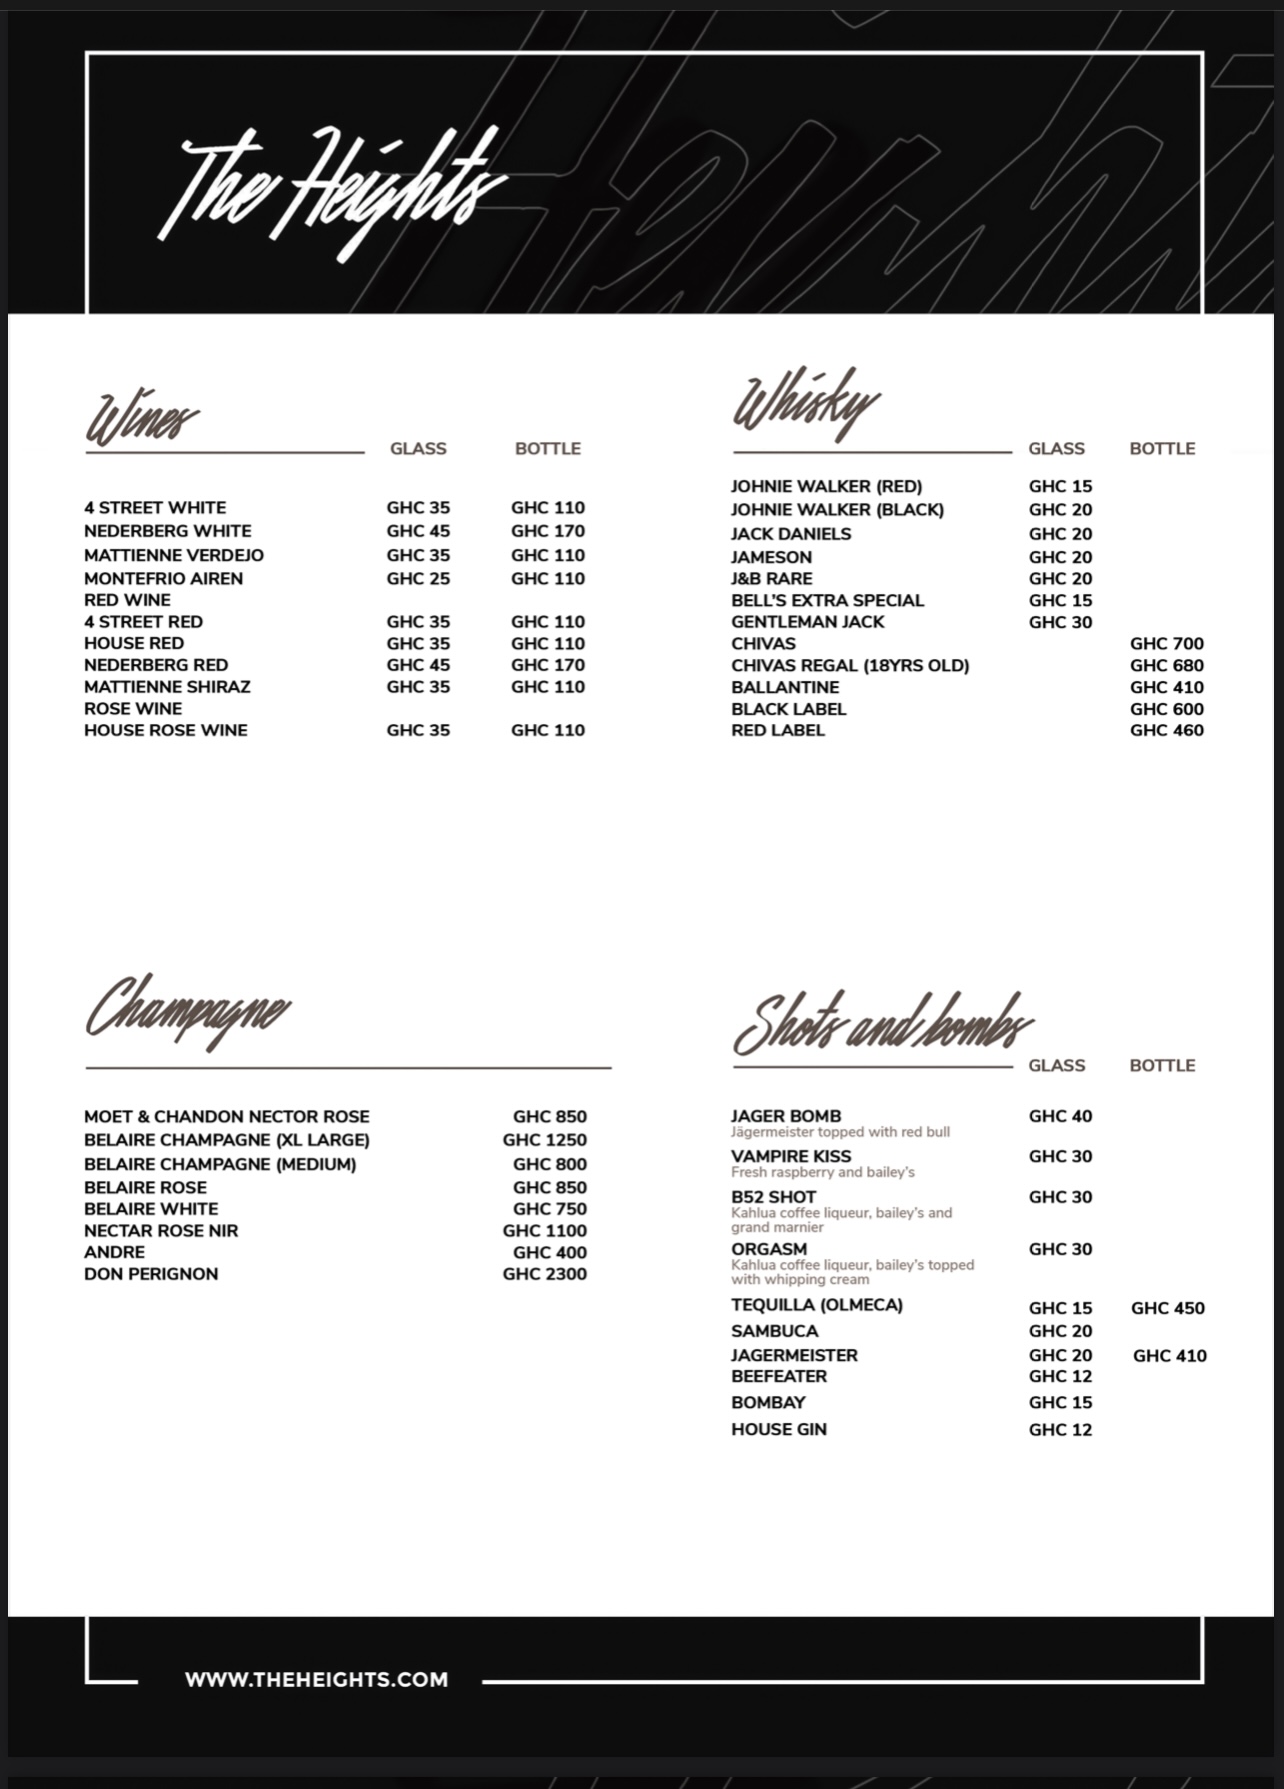 The Heights
Wines
GLASS BOTTLE
4 STREET WHITE GHC 35 GHC 110
NEDERBERG WHITE GHC 45 GHC 170
MATTIENNE VERDEJO GHC 35 GHC 110
MONTEFRIO AIREN GHC 25 GHC 110
RED WINE
4 STREET RED GHC 35 GHC 110
HOUSE RED GHC 35 GHC 110
NEDERBERG RED GHC 45 GHC 170
MATTIENNE SHIRAZ GHC 35 GHC 110
ROSE WINE
HOUSE ROSE WINE GHC 35 GHC 110
Whisky
GLASS BOTTLE
JOHNIE WALKER (RED) GHC 15
JOHNIE WALKER (BLACK) GHC 20
JACK DANIELS GHC 20
JAMESON GHC 20
J&B RARE GHC 20
BELL'S EXTRA SPECIAL GHC 15
GENTLEMAN JACK GHC 30
CHIVAS GHC 700
CHIVAS REGAL (18YRS OLD) GHC 680
BALLANTINE GHC 410
BLACK LABEL GHC 600
RED LABEL GHC 460
Champagne
MOET & CHANDON NECTOR ROSE GHC 850
BELAIRE CHAMPAGNE (XL LARGE) GHC 1250
BELAIRE CHAMPAGNE (MEDIUM) GHC 800
BELAIRE ROSE GHC 850
BELAIRE WHITE GHC 750
NECTAR ROSE NIR GHC 1100
ANDRE GHC 400
DON PERIGNON GHC 2300
Shots and bombs
GLASS BOTTLE
JAGER BOMB GHC 40
Jägermeister topped with red bull
VAMPIRE KISS GHC 30
Fresh raspberry and bailey's
B52 SHOT GHC 30
Kahlua coffee liqueur, bailey's and
grand marnier
ORGASM GHC 30
Kahlua coffee liqueur, bailey's topped
with whipping cream
TEQUILLA (OLMECA) GHC 15 GHC 450
SAMBUCA GHC 20
JAGERMEISTER GHC 20 GHC 410
BEEFEATER GHC 12
BOMBAY GHC 15
HOUSE GIN GHC 12
WWW.THEHEIGHTS.COM